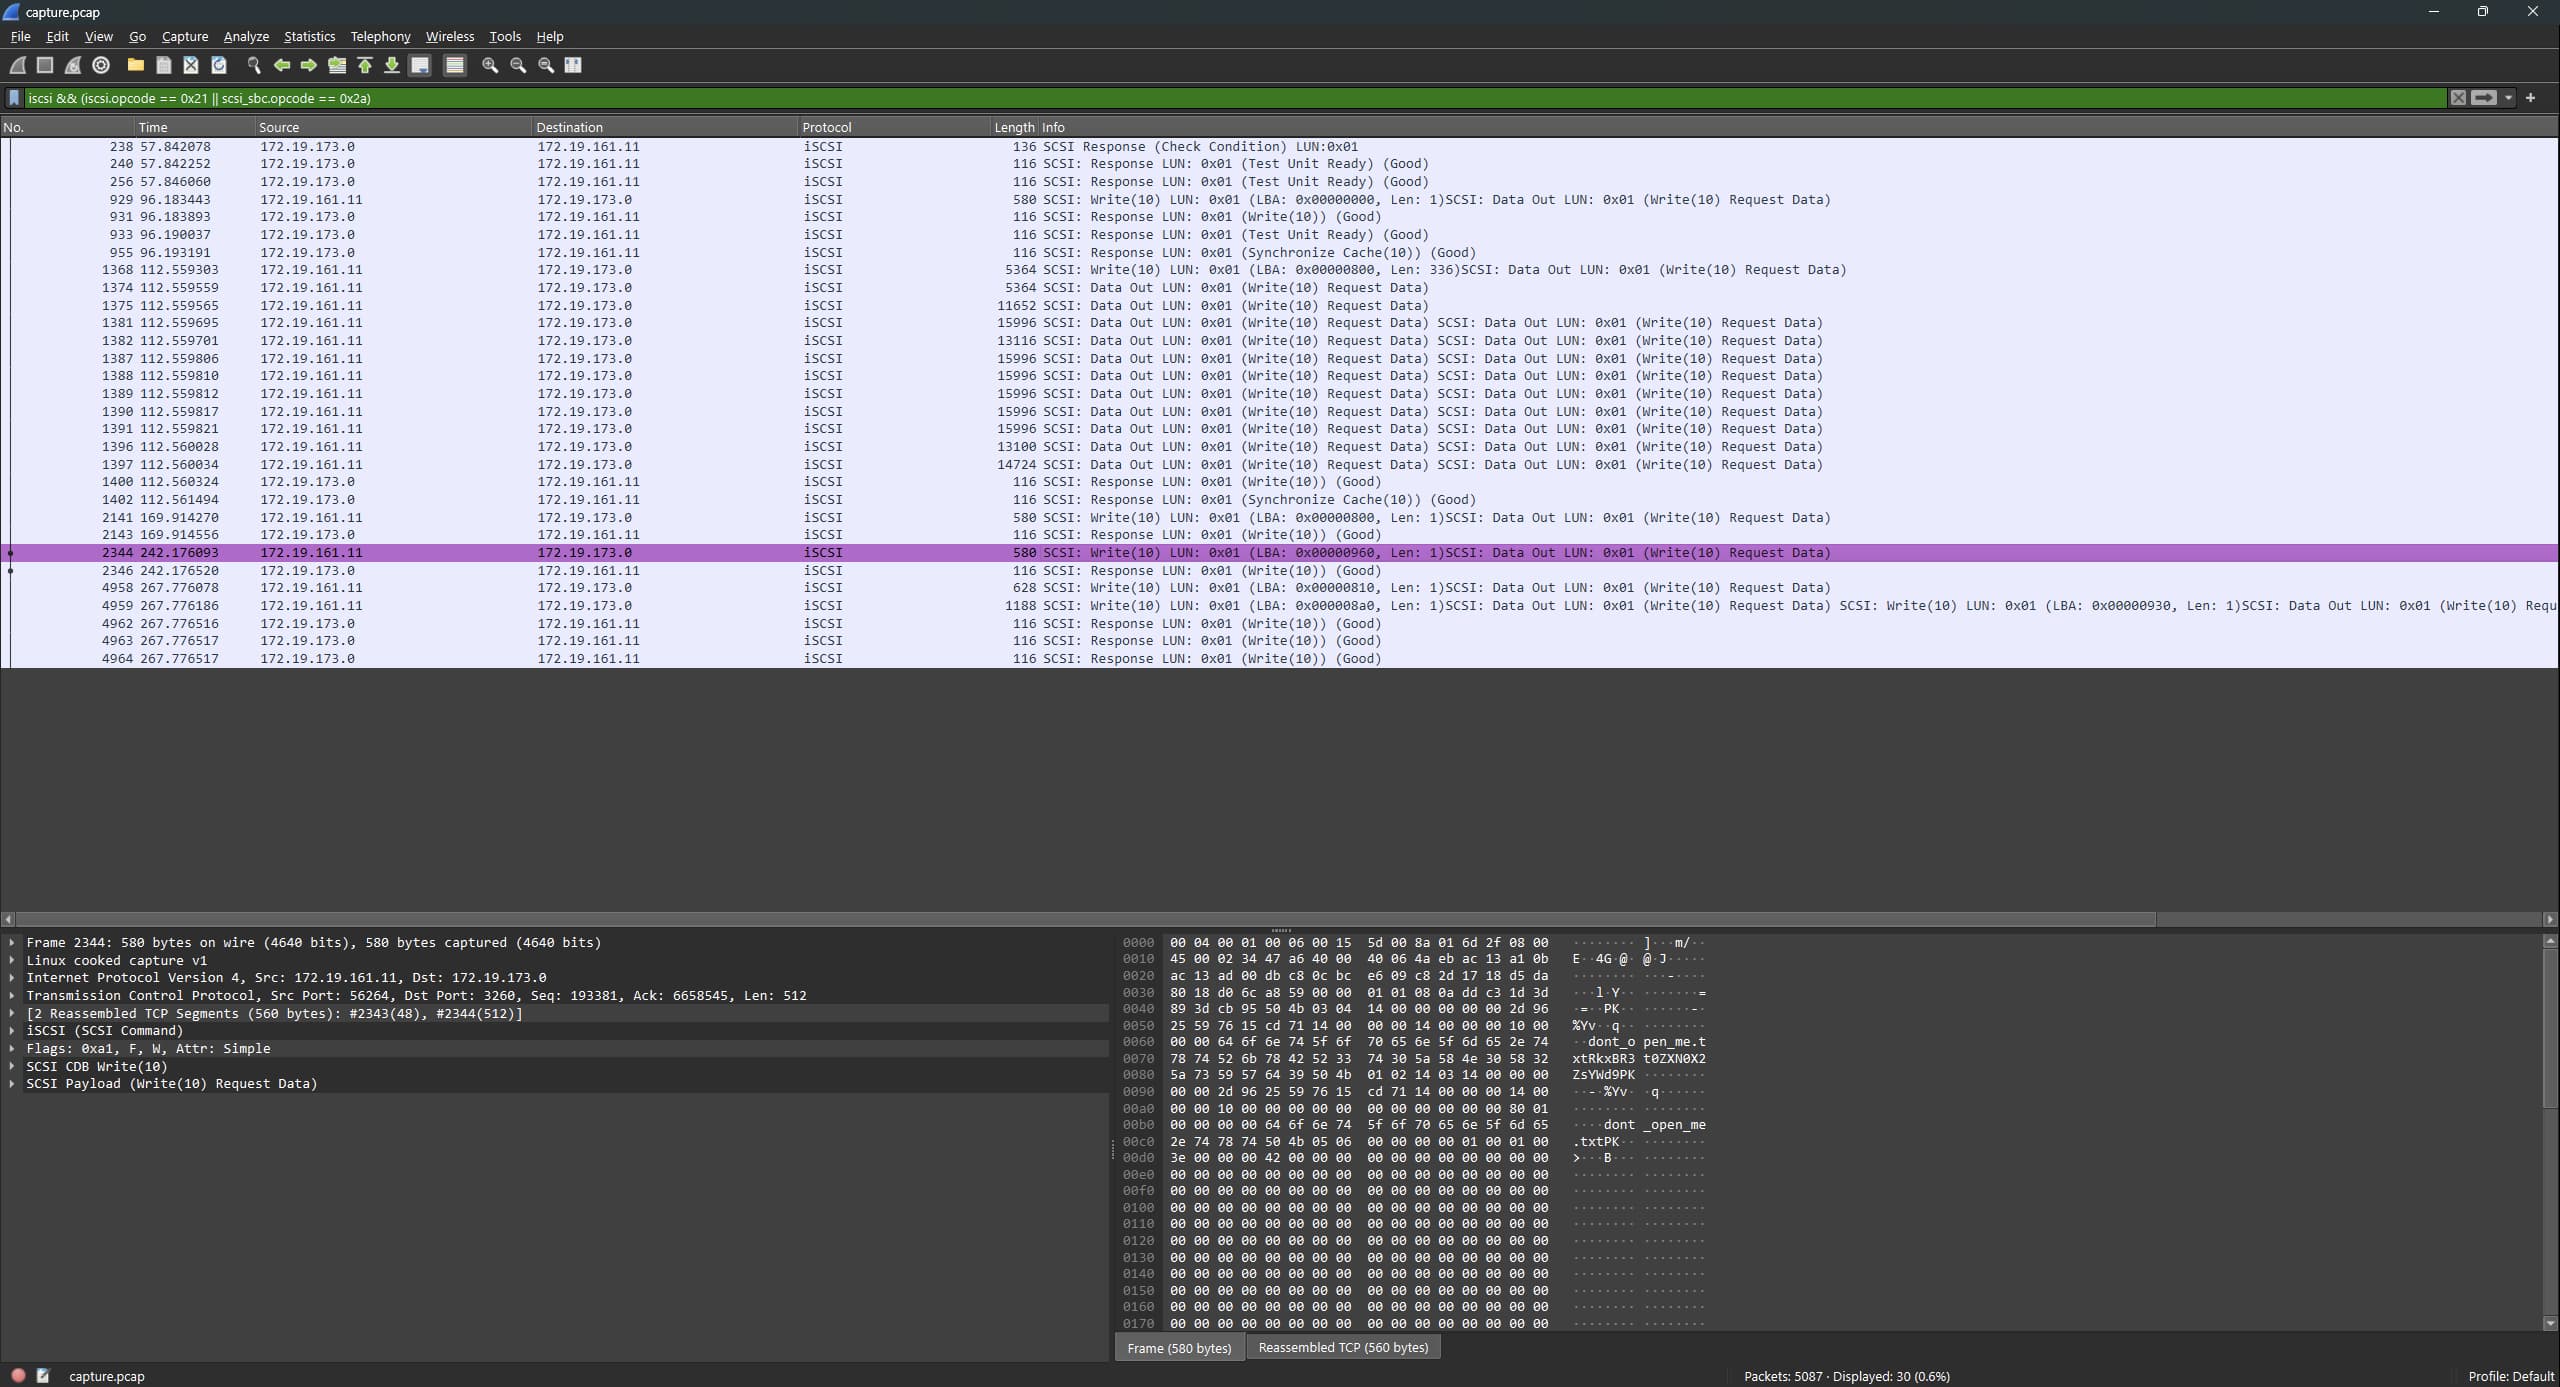 capture.pcap
File Edit View Go Capture Analyze Statistics Telephony Wireless Tools Help
iscsi && (iscsi.opcode == 0x21 || scsi_sbc.opcode == 0x2a)
No. Time Source Destination Protocol Length Info
238 57.842078 172.19.173.0 172.19.161.11 iSCSI 136 SCSI Response (Check Condition) LUN:0x01
240 57.842252 172.19.173.0 172.19.161.11 iSCSI 116 SCSI: Response LUN: 0x01 (Test Unit Ready) (Good)
256 57.846060 172.19.173.0 172.19.161.11 iSCSI 116 SCSI: Response LUN: 0x01 (Test Unit Ready) (Good)
929 96.183443 172.19.161.11 172.19.173.0 iSCSI 580 SCSI: Write(10) LUN: 0x01 (LBA: 0x00000000, Len: 1)SCSI: Data Out LUN: 0x01 (Write(10) Request Data)
931 96.183893 172.19.173.0 172.19.161.11 iSCSI 116 SCSI: Response LUN: 0x01 (Write(10)) (Good)
933 96.190037 172.19.173.0 172.19.161.11 iSCSI 116 SCSI: Response LUN: 0x01 (Test Unit Ready) (Good)
955 96.193191 172.19.173.0 172.19.161.11 iSCSI 116 SCSI: Response LUN: 0x01 (Synchronize Cache(10)) (Good)
1368 112.559303 172.19.161.11 172.19.173.0 iSCSI 5364 SCSI: Write(10) LUN: 0x01 (LBA: 0x00000800, Len: 336)SCSI: Data Out LUN: 0x01 (Write(10) Request Data)
1374 112.559559 172.19.161.11 172.19.173.0 iSCSI 5364 SCSI: Data Out LUN: 0x01 (Write(10) Request Data)
1375 112.559565 172.19.161.11 172.19.173.0 iSCSI 11652 SCSI: Data Out LUN: 0x01 (Write(10) Request Data)
1381 112.559695 172.19.161.11 172.19.173.0 iSCSI 15996 SCSI: Data Out LUN: 0x01 (Write(10) Request Data) SCSI: Data Out LUN: 0x01 (Write(10) Request Data)
1382 112.559701 172.19.161.11 172.19.173.0 iSCSI 13116 SCSI: Data Out LUN: 0x01 (Write(10) Request Data) SCSI: Data Out LUN: 0x01 (Write(10) Request Data)
1387 112.559806 172.19.161.11 172.19.173.0 iSCSI 15996 SCSI: Data Out LUN: 0x01 (Write(10) Request Data) SCSI: Data Out LUN: 0x01 (Write(10) Request Data)
1388 112.559810 172.19.161.11 172.19.173.0 iSCSI 15996 SCSI: Data Out LUN: 0x01 (Write(10) Request Data) SCSI: Data Out LUN: 0x01 (Write(10) Request Data)
1389 112.559812 172.19.161.11 172.19.173.0 iSCSI 15996 SCSI: Data Out LUN: 0x01 (Write(10) Request Data) SCSI: Data Out LUN: 0x01 (Write(10) Request Data)
1390 112.559817 172.19.161.11 172.19.173.0 iSCSI 15996 SCSI: Data Out LUN: 0x01 (Write(10) Request Data) SCSI: Data Out LUN: 0x01 (Write(10) Request Data)
1391 112.559821 172.19.161.11 172.19.173.0 iSCSI 15996 SCSI: Data Out LUN: 0x01 (Write(10) Request Data) SCSI: Data Out LUN: 0x01 (Write(10) Request Data)
1396 112.560028 172.19.161.11 172.19.173.0 iSCSI 13100 SCSI: Data Out LUN: 0x01 (Write(10) Request Data) SCSI: Data Out LUN: 0x01 (Write(10) Request Data)
1397 112.560034 172.19.161.11 172.19.173.0 iSCSI 14724 SCSI: Data Out LUN: 0x01 (Write(10) Request Data) SCSI: Data Out LUN: 0x01 (Write(10) Request Data)
1400 112.560324 172.19.173.0 172.19.161.11 iSCSI 116 SCSI: Response LUN: 0x01 (Write(10)) (Good)
1402 112.561494 172.19.173.0 172.19.161.11 iSCSI 116 SCSI: Response LUN: 0x01 (Synchronize Cache(10)) (Good)
2141 169.914270 172.19.161.11 172.19.173.0 iSCSI 580 SCSI: Write(10) LUN: 0x01 (LBA: 0x00000800, Len: 1)SCSI: Data Out LUN: 0x01 (Write(10) Request Data)
2143 169.914556 172.19.173.0 172.19.161.11 iSCSI 116 SCSI: Response LUN: 0x01 (Write(10)) (Good)
2344 242.176093 172.19.161.11 172.19.173.0 iSCSI 580 SCSI: Write(10) LUN: 0x01 (LBA: 0x00000960, Len: 1)SCSI: Data Out LUN: 0x01 (Write(10) Request Data)
2346 242.176520 172.19.173.0 172.19.161.11 iSCSI 116 SCSI: Response LUN: 0x01 (Write(10)) (Good)
4958 267.776078 172.19.161.11 172.19.173.0 iSCSI 628 SCSI: Write(10) LUN: 0x01 (LBA: 0x00000810, Len: 1)SCSI: Data Out LUN: 0x01 (Write(10) Request Data)
4959 267.776186 172.19.161.11 172.19.173.0 iSCSI 1188 SCSI: Write(10) LUN: 0x01 (LBA: 0x000008a0, Len: 1)SCSI: Data Out LUN: 0x01 (Write(10) Request Data) SCSI: Write(10) LUN: 0x01 (LBA: 0x00000930, Len: 1)SCSI: Data Out LUN: 0x01 (Write(10) Requ
4962 267.776516 172.19.173.0 172.19.161.11 iSCSI 116 SCSI: Response LUN: 0x01 (Write(10)) (Good)
4963 267.776517 172.19.173.0 172.19.161.11 iSCSI 116 SCSI: Response LUN: 0x01 (Write(10)) (Good)
4964 267.776517 172.19.173.0 172.19.161.11 iSCSI 116 SCSI: Response LUN: 0x01 (Write(10)) (Good)
Frame 2344: 580 bytes on wire (4640 bits), 580 bytes captured (4640 bits)
Linux cooked capture v1
Internet Protocol Version 4, Src: 172.19.161.11, Dst: 172.19.173.0
Transmission Control Protocol, Src Port: 56264, Dst Port: 3260, Seq: 193381, Ack: 6658545, Len: 512
[2 Reassembled TCP Segments (560 bytes): #2343(48), #2344(512)]
iSCSI (SCSI Command)
Flags: 0xa1, F, W, Attr: Simple
SCSI CDB Write(10)
SCSI Payload (Write(10) Request Data)
0000 00 04 00 01 00 06 00 15 5d 00 8a 01 6d 2f 08 00 ········ ]···m/··
0010 45 00 02 34 47 a6 40 00 40 06 4a eb ac 13 a1 0b E··4G·@· @·J·····
0020 ac 13 ad 00 db c8 0c bc e6 09 c8 2d 17 18 d5 da ········ ···-····
0030 80 18 d0 6c a8 59 00 00 01 01 08 0a dd c3 1d 3d ···l·Y·· ·······=
0040 89 3d cb 95 50 4b 03 04 14 00 00 00 00 00 2d 96 ·=··PK·· ······-·
0050 25 59 76 15 cd 71 14 00 00 00 14 00 00 00 10 00 %Yv··q·· ········
0060 00 00 64 6f 6e 74 5f 6f 70 65 6e 5f 6d 65 2e 74 ··dont_o pen_me.t
0070 78 74 52 6b 78 42 52 33 74 30 5a 58 4e 30 58 32 xtRkxBR3 t0ZXN0X2
0080 5a 73 59 57 64 39 50 4b 01 02 14 03 14 00 00 00 ZsYWd9PK ········
0090 00 00 2d 96 25 59 76 15 cd 71 14 00 00 00 14 00 ··-·%Yv· ·q······
00a0 00 00 10 00 00 00 00 00 00 00 00 00 00 00 80 01 ········ ········
00b0 00 00 00 00 64 6f 6e 74 5f 6f 70 65 6e 5f 6d 65 ····dont _open_me
00c0 2e 74 78 74 50 4b 05 06 00 00 00 00 01 00 01 00 .txtPK·· ········
00d0 3e 00 00 00 42 00 00 00 00 00 00 00 00 00 00 00 >···B··· ········
00e0 00 00 00 00 00 00 00 00 00 00 00 00 00 00 00 00 ········ ········
00f0 00 00 00 00 00 00 00 00 00 00 00 00 00 00 00 00 ········ ········
0100 00 00 00 00 00 00 00 00 00 00 00 00 00 00 00 00 ········ ········
0110 00 00 00 00 00 00 00 00 00 00 00 00 00 00 00 00 ········ ········
0120 00 00 00 00 00 00 00 00 00 00 00 00 00 00 00 00 ········ ········
0130 00 00 00 00 00 00 00 00 00 00 00 00 00 00 00 00 ········ ········
0140 00 00 00 00 00 00 00 00 00 00 00 00 00 00 00 00 ········ ········
0150 00 00 00 00 00 00 00 00 00 00 00 00 00 00 00 00 ········ ········
0160 00 00 00 00 00 00 00 00 00 00 00 00 00 00 00 00 ········ ········
0170 00 00 00 00 00 00 00 00 00 00 00 00 00 00 00 00 ········ ········
Frame (580 bytes) Reassembled TCP (560 bytes)
capture.pcap Packets: 5087 · Displayed: 30 (0.6%) Profile: Default